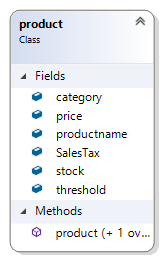 product
Class
Fields
category
price
productname
SalesTax
stock
threshold
Methods
product (+ 1 ov...